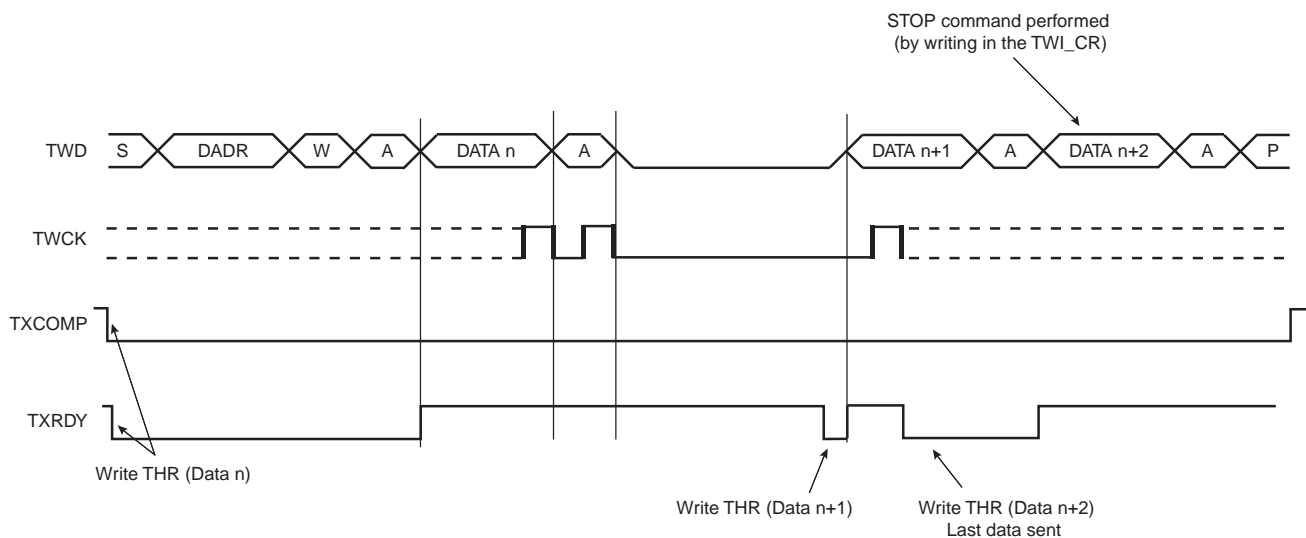 STOP command performed
(by writing in the TWI_CR)
TWD S DADR W A DATA n A DATA n+1 A DATA n+2 A P
TWCK
TXCOMP
TXRDY
Write THR (Data n)
Write THR (Data n+1)
Write THR (Data n+2)
Last data sent